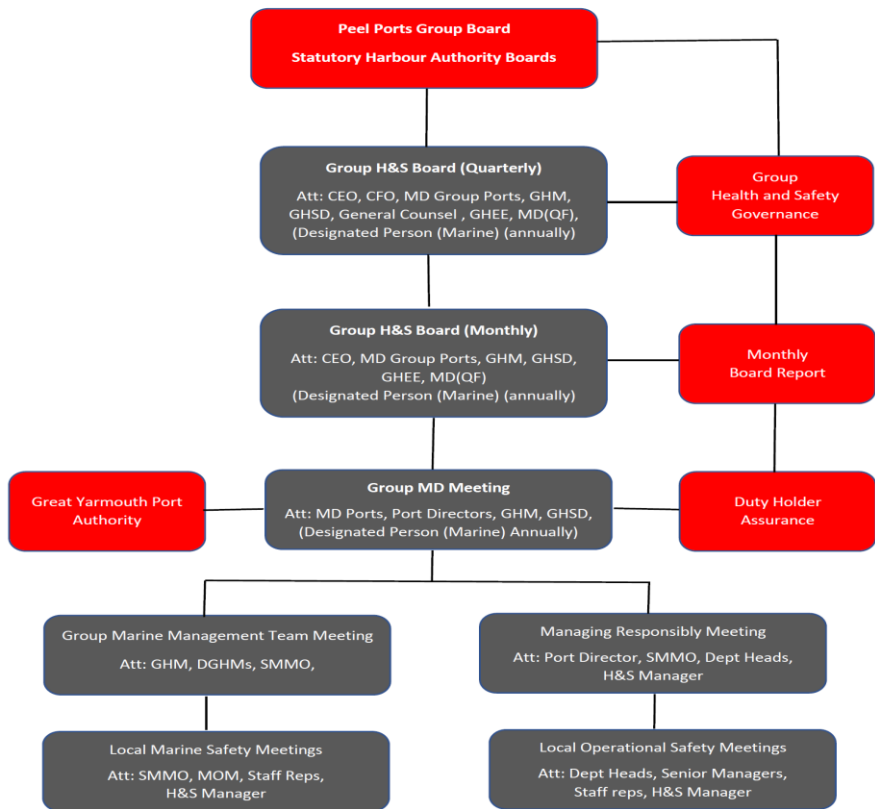 Peel Ports Group Board
Statutory Harbour Authority Boards
Group H&S Board (Quarterly)
Att: CEO, CFO, MD Group Ports, GHM,
GHSD, General Counsel , GHEE, MD(QF),
(Designated Person (Marine) (annually)
Group
Health and Safety
Governance
Group H&S Board (Monthly)
Att: CEO, MD Group Ports, GHM, GHSD,
GHEE, MD(QF)
(Designated Person (Marine) (annually)
Monthly
Board Report
Great Yarmouth Port
Authority
Group MD Meeting
Att: MD Ports, Port Directors, GHM, GHSD,
(Designated Person (Marine) Annually)
Duty Holder
Assurance
Group Marine Management Team Meeting
Att: GHM, DGHMs, SMMO,
Managing Responsibly Meeting
Att: Port Director, SMMO, Dept Heads,
H&S Manager
Local Marine Safety Meetings
Att: SMMO, MOM, Staff Reps,
H&S Manager
Local Operational Safety Meetings
Att: Dept Heads, Senior Managers,
Staff reps, H&S Manager